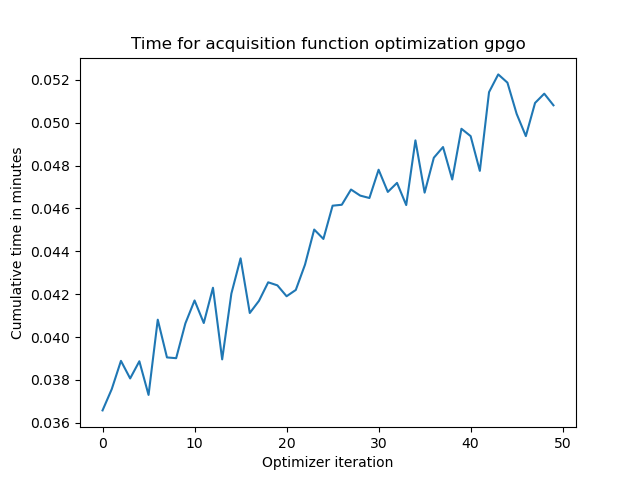 Time for acquisition function optimization gpgo
Cumulative time in minutes
0.052
0.050
0.048
0.046
0.044
0.042
0.040
0.038
0.036
0 10 20 30 40 50
Optimizer iteration